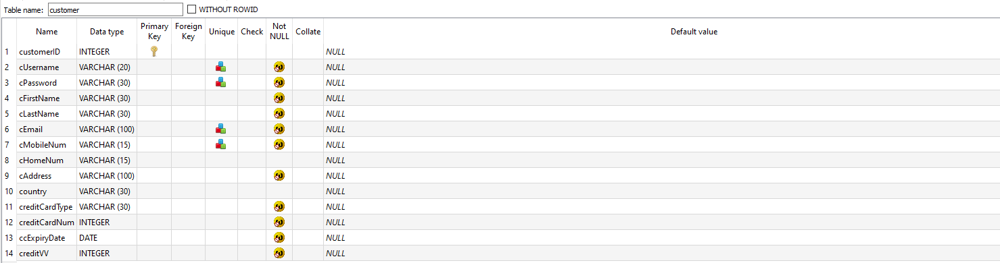 Table name: customer WITHOUT ROWID
Name Data type Primary Key Foreign Key Unique Check Not NULL Collate Default value
1 customerID INTEGER NULL
2 cUsername VARCHAR (20) NULL
3 cPassword VARCHAR (30) NULL
4 cFirstName VARCHAR (30) NULL
5 cLastName VARCHAR (30) NULL
6 cEmail VARCHAR (100) NULL
7 cMobileNum VARCHAR (15) NULL
8 cHomeNum VARCHAR (15) NULL
9 cAddress VARCHAR (100) NULL
10 country VARCHAR (30) NULL
11 creditCardType VARCHAR (30) NULL
12 creditCardNum INTEGER NULL
13 ccExpiryDate DATE NULL
14 creditVV INTEGER NULL